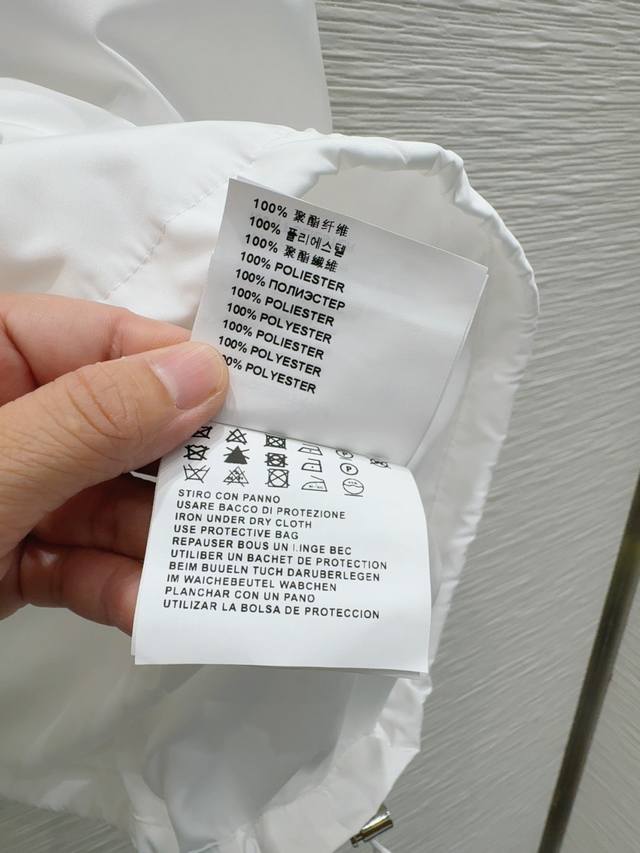 100% 聚酯纤维
100% 폴리에스텔
100% 聚酯纖維
100% POLIESTER
100% ПОЛИЭСТЕР
100% POLIESTER
100% POLYESTER
100% POLIESTER
100% POLYESTER
00% POLYESTER
STIRO CON PANNO
USARE BACCO DI PROTEZIONE
IRON UNDER DRY CLOTH
USE PROTECTIVE BAG
REPAUSER BOUS UN I.INGE BEC
UTILIBER UN BACHET DE PROTECTION
BEIM BUUELN TUCH DARUBERLEGEN
IM WAICHEBEUTEL WABCHEN
PLANCHAR CON UN PANO
UTILIZAR LA BOLSA DE PROTECCION